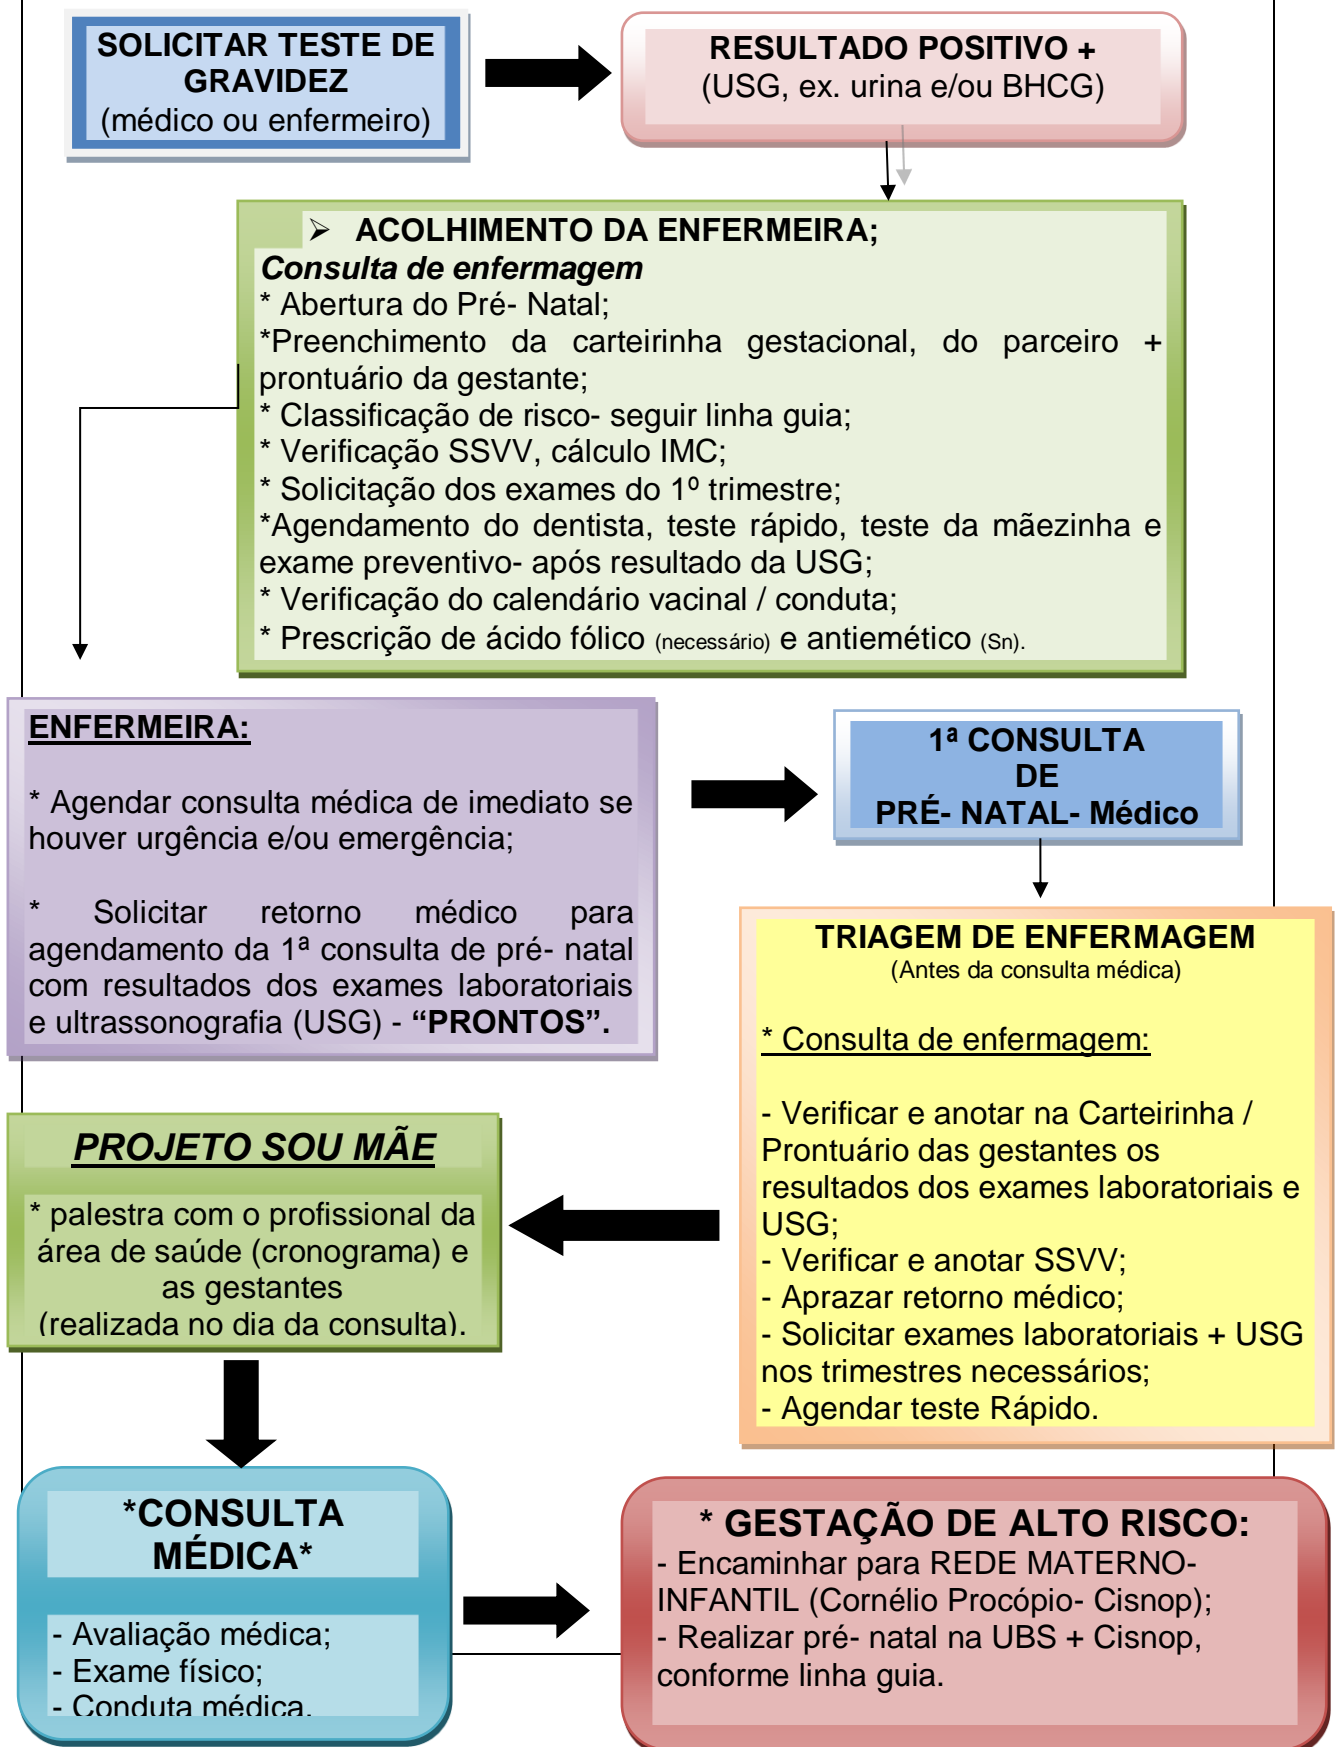 SOLICITAR TESTE DE
GRAVIDEZ
(médico ou enfermeiro)
RESULTADO POSITIVO +
(USG, ex. urina e/ou BHCG)
➢ ACOLHIMENTO DA ENFERMEIRA;
Consulta de enfermagem
* Abertura do Pré- Natal;
*Preenchimento da carteirinha gestacional, do parceiro +
prontuário da gestante;
* Classificação de risco- seguir linha guia;
* Verificação SSVV, cálculo IMC;
* Solicitação dos exames do 1º trimestre;
*Agendamento do dentista, teste rápido, teste da mãezinha e
exame preventivo- após resultado da USG;
* Verificação do calendário vacinal / conduta;
* Prescrição de ácido fólico (necessário) e antiemético (Sn).
ENFERMEIRA:
* Agendar consulta médica de imediato se
houver urgência e/ou emergência;
* Solicitar retorno médico para
agendamento da 1ª consulta de pré- natal
com resultados dos exames laboratoriais
e ultrassonografia (USG) - “PRONTOS”.
1ª CONSULTA
DE
PRÉ- NATAL- Médico
TRIAGEM DE ENFERMAGEM
(Antes da consulta médica)
* Consulta de enfermagem:
- Verificar e anotar na Carteirinha /
Prontuário das gestantes os
resultados dos exames laboratoriais e
USG;
- Verificar e anotar SSVV;
- Aprazar retorno médico;
- Solicitar exames laboratoriais + USG
nos trimestres necessários;
- Agendar teste Rápido.
PROJETO SOU MÃE
* palestra com o profissional da
área de saúde (cronograma) e
as gestantes
(realizada no dia da consulta).
*CONSULTA
MÉDICA*
- Avaliação médica;
- Exame físico;
- Conduta médica.
* GESTAÇÃO DE ALTO RISCO:
- Encaminhar para REDE MATERNO-
INFANTIL (Cornélio Procópio- Cisnop);
- Realizar pré- natal na UBS + Cisnop,
conforme linha guia.